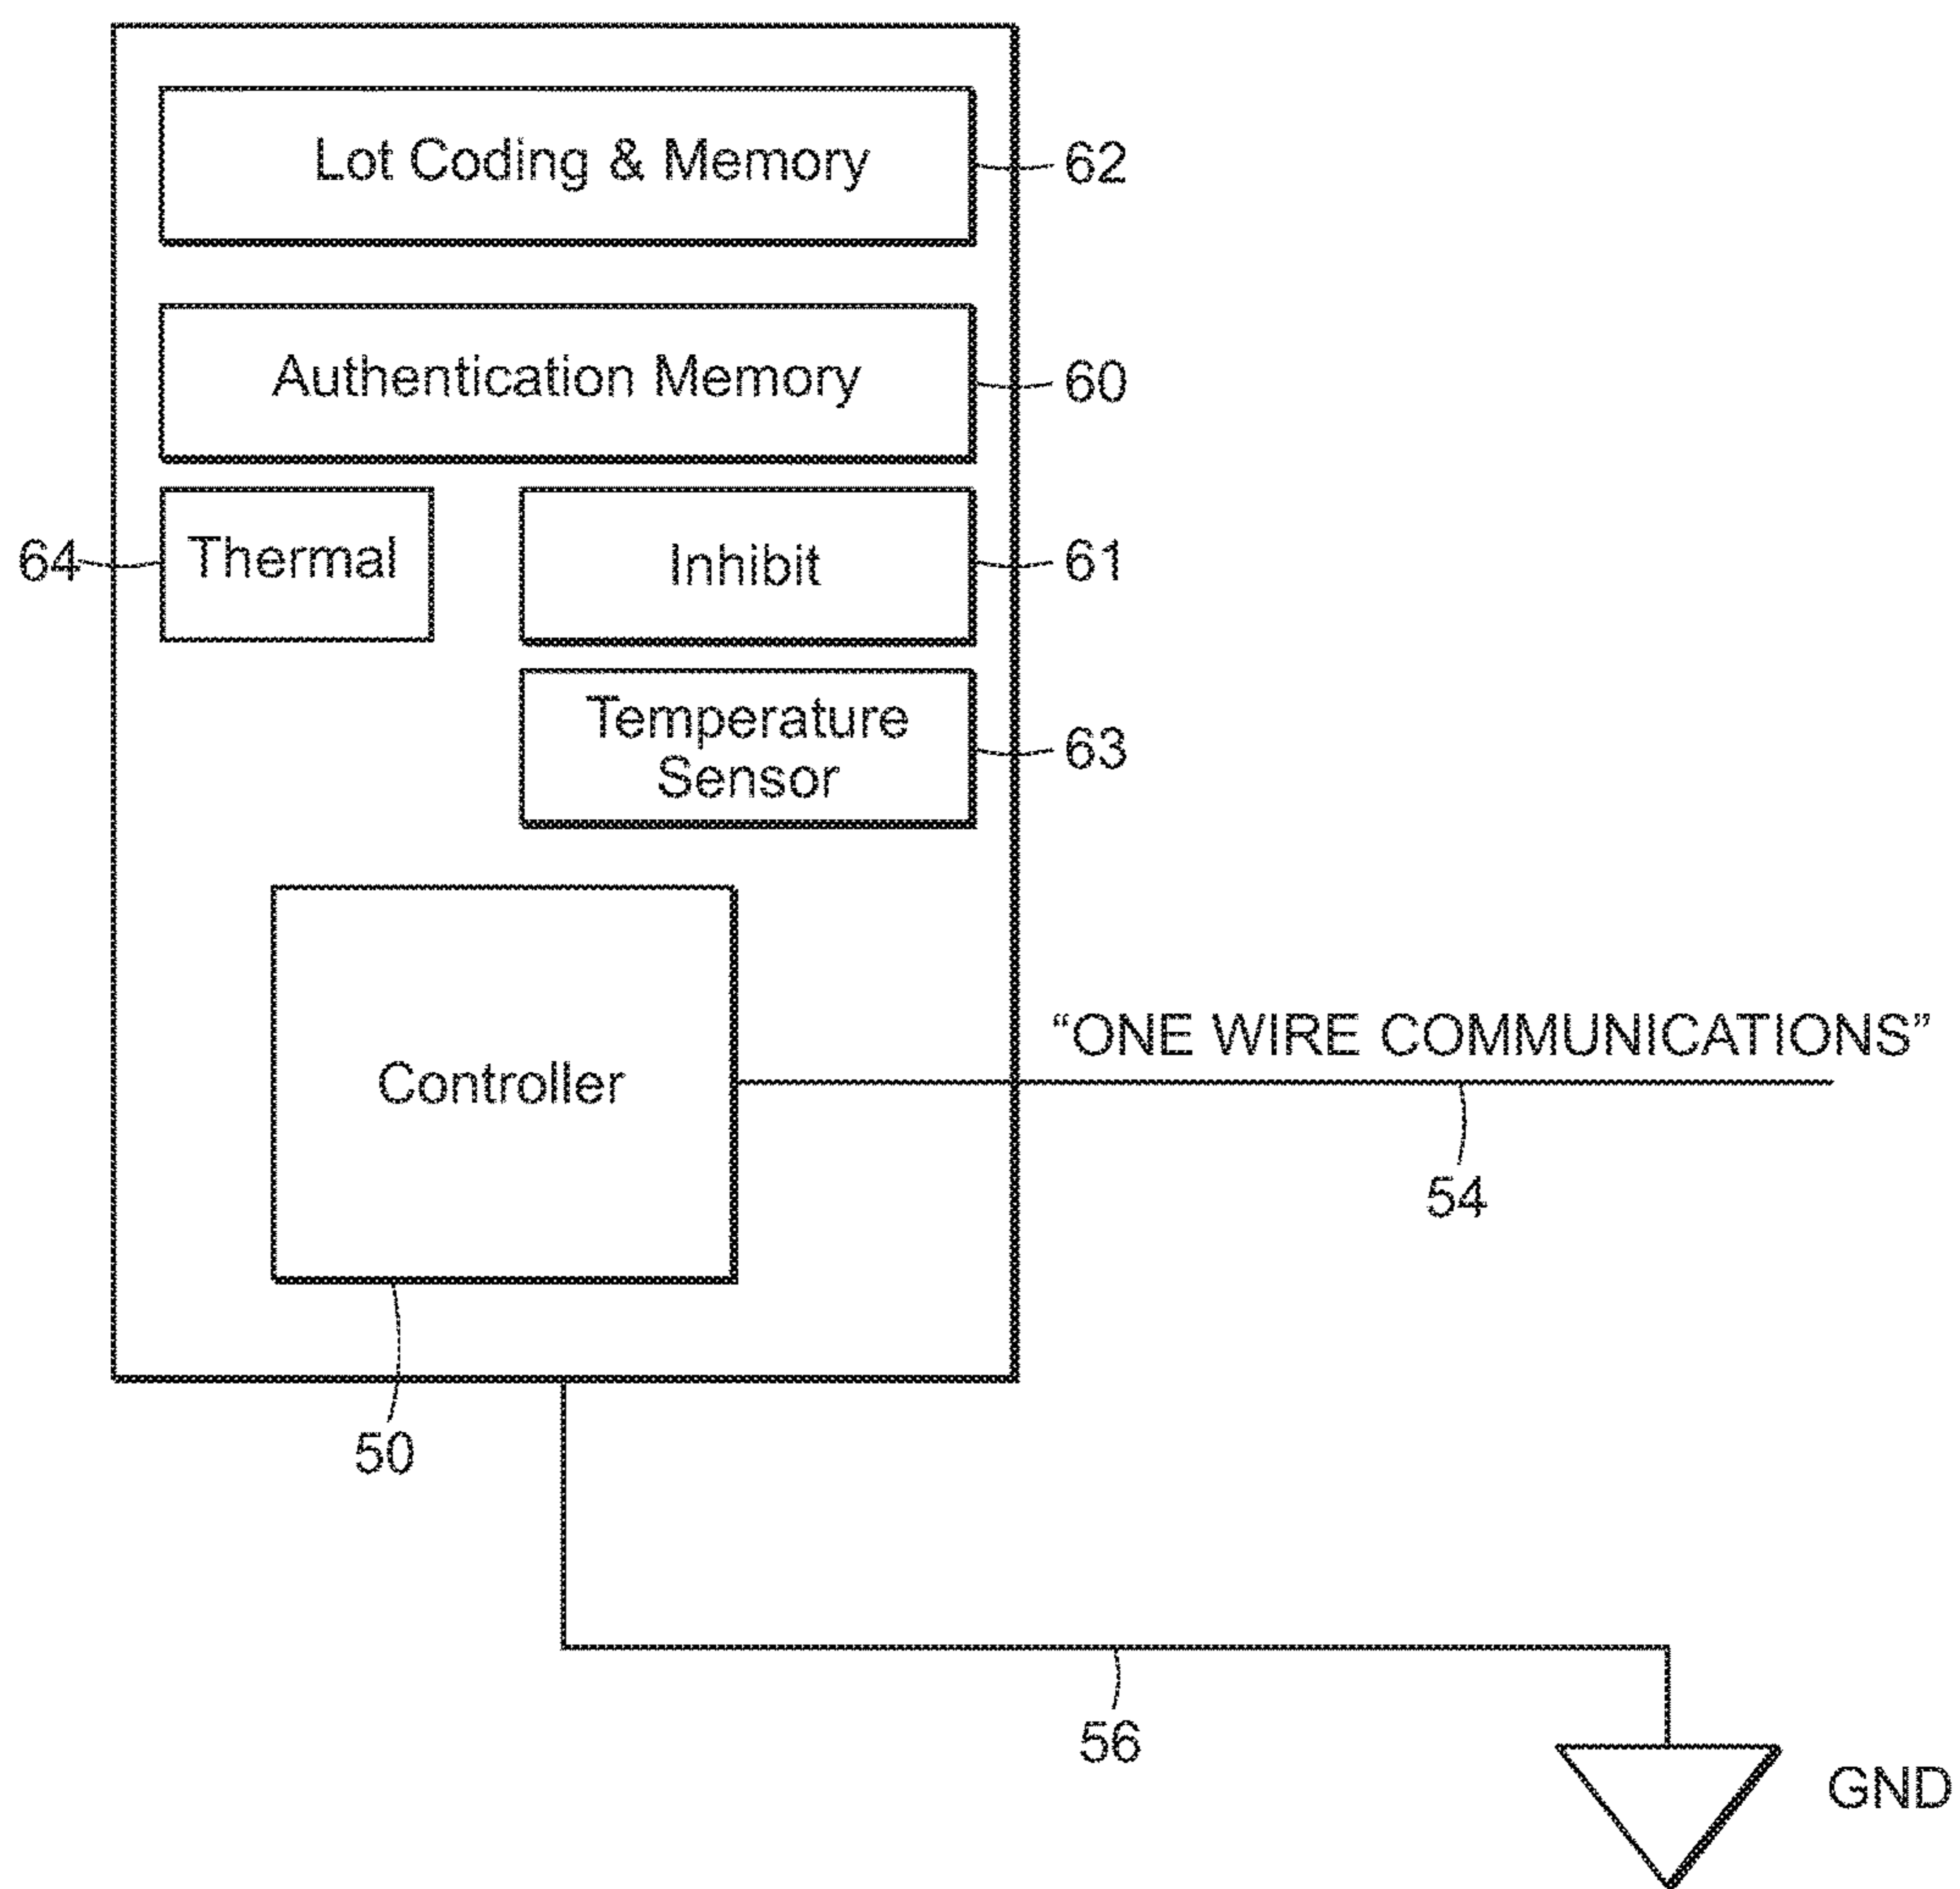 Lot Coding & Memory
62
Authentication Memory
60
64
Thermal
Inhibit
61
Temperature
Sensor
63
Controller
“ONE WIRE COMMUNICATIONS”
54
50
56
GND